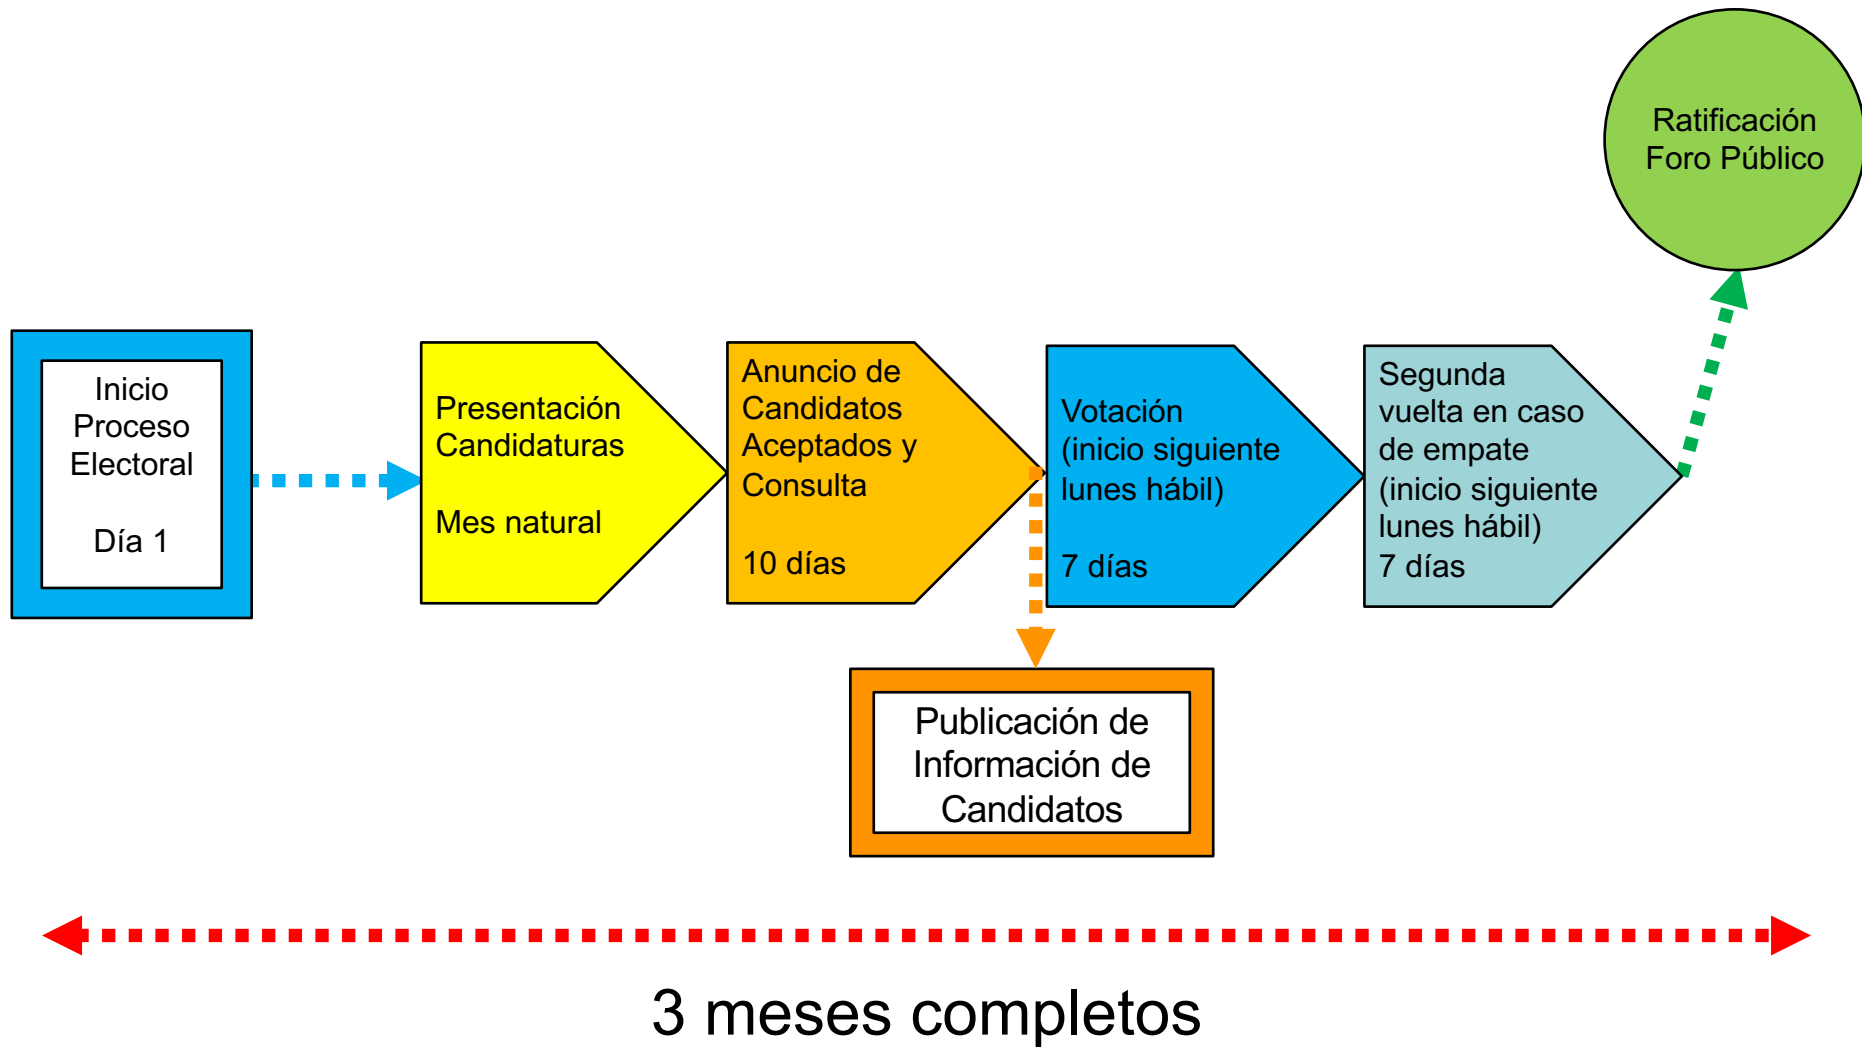 Ratificación
Foro Público
Inicio
Proceso
Electoral
Día 1
Presentación
Candidaturas
Mes natural
Anuncio de
Candidatos
Aceptados y
Consulta
10 días
Votación
(inicio siguiente
lunes hábil)
7 días
Segunda
vuelta en caso
de empate
(inicio siguiente
lunes hábil)
7 días
Publicación de
Información de
Candidatos
3 meses completos